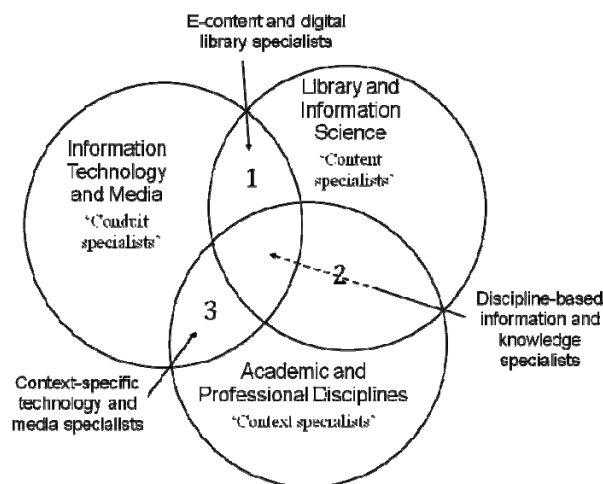 E-content and digital
library specialists
Library and
Information
Science
'Content
specialists'
Information
Technology
and Media
'Conduit
specialists'
1
2
3
Discipline-based
information and
knowledge
specialists
Academic and
Professional Disciplines
'Context specialists'
Context-specific
technology and
media specialists